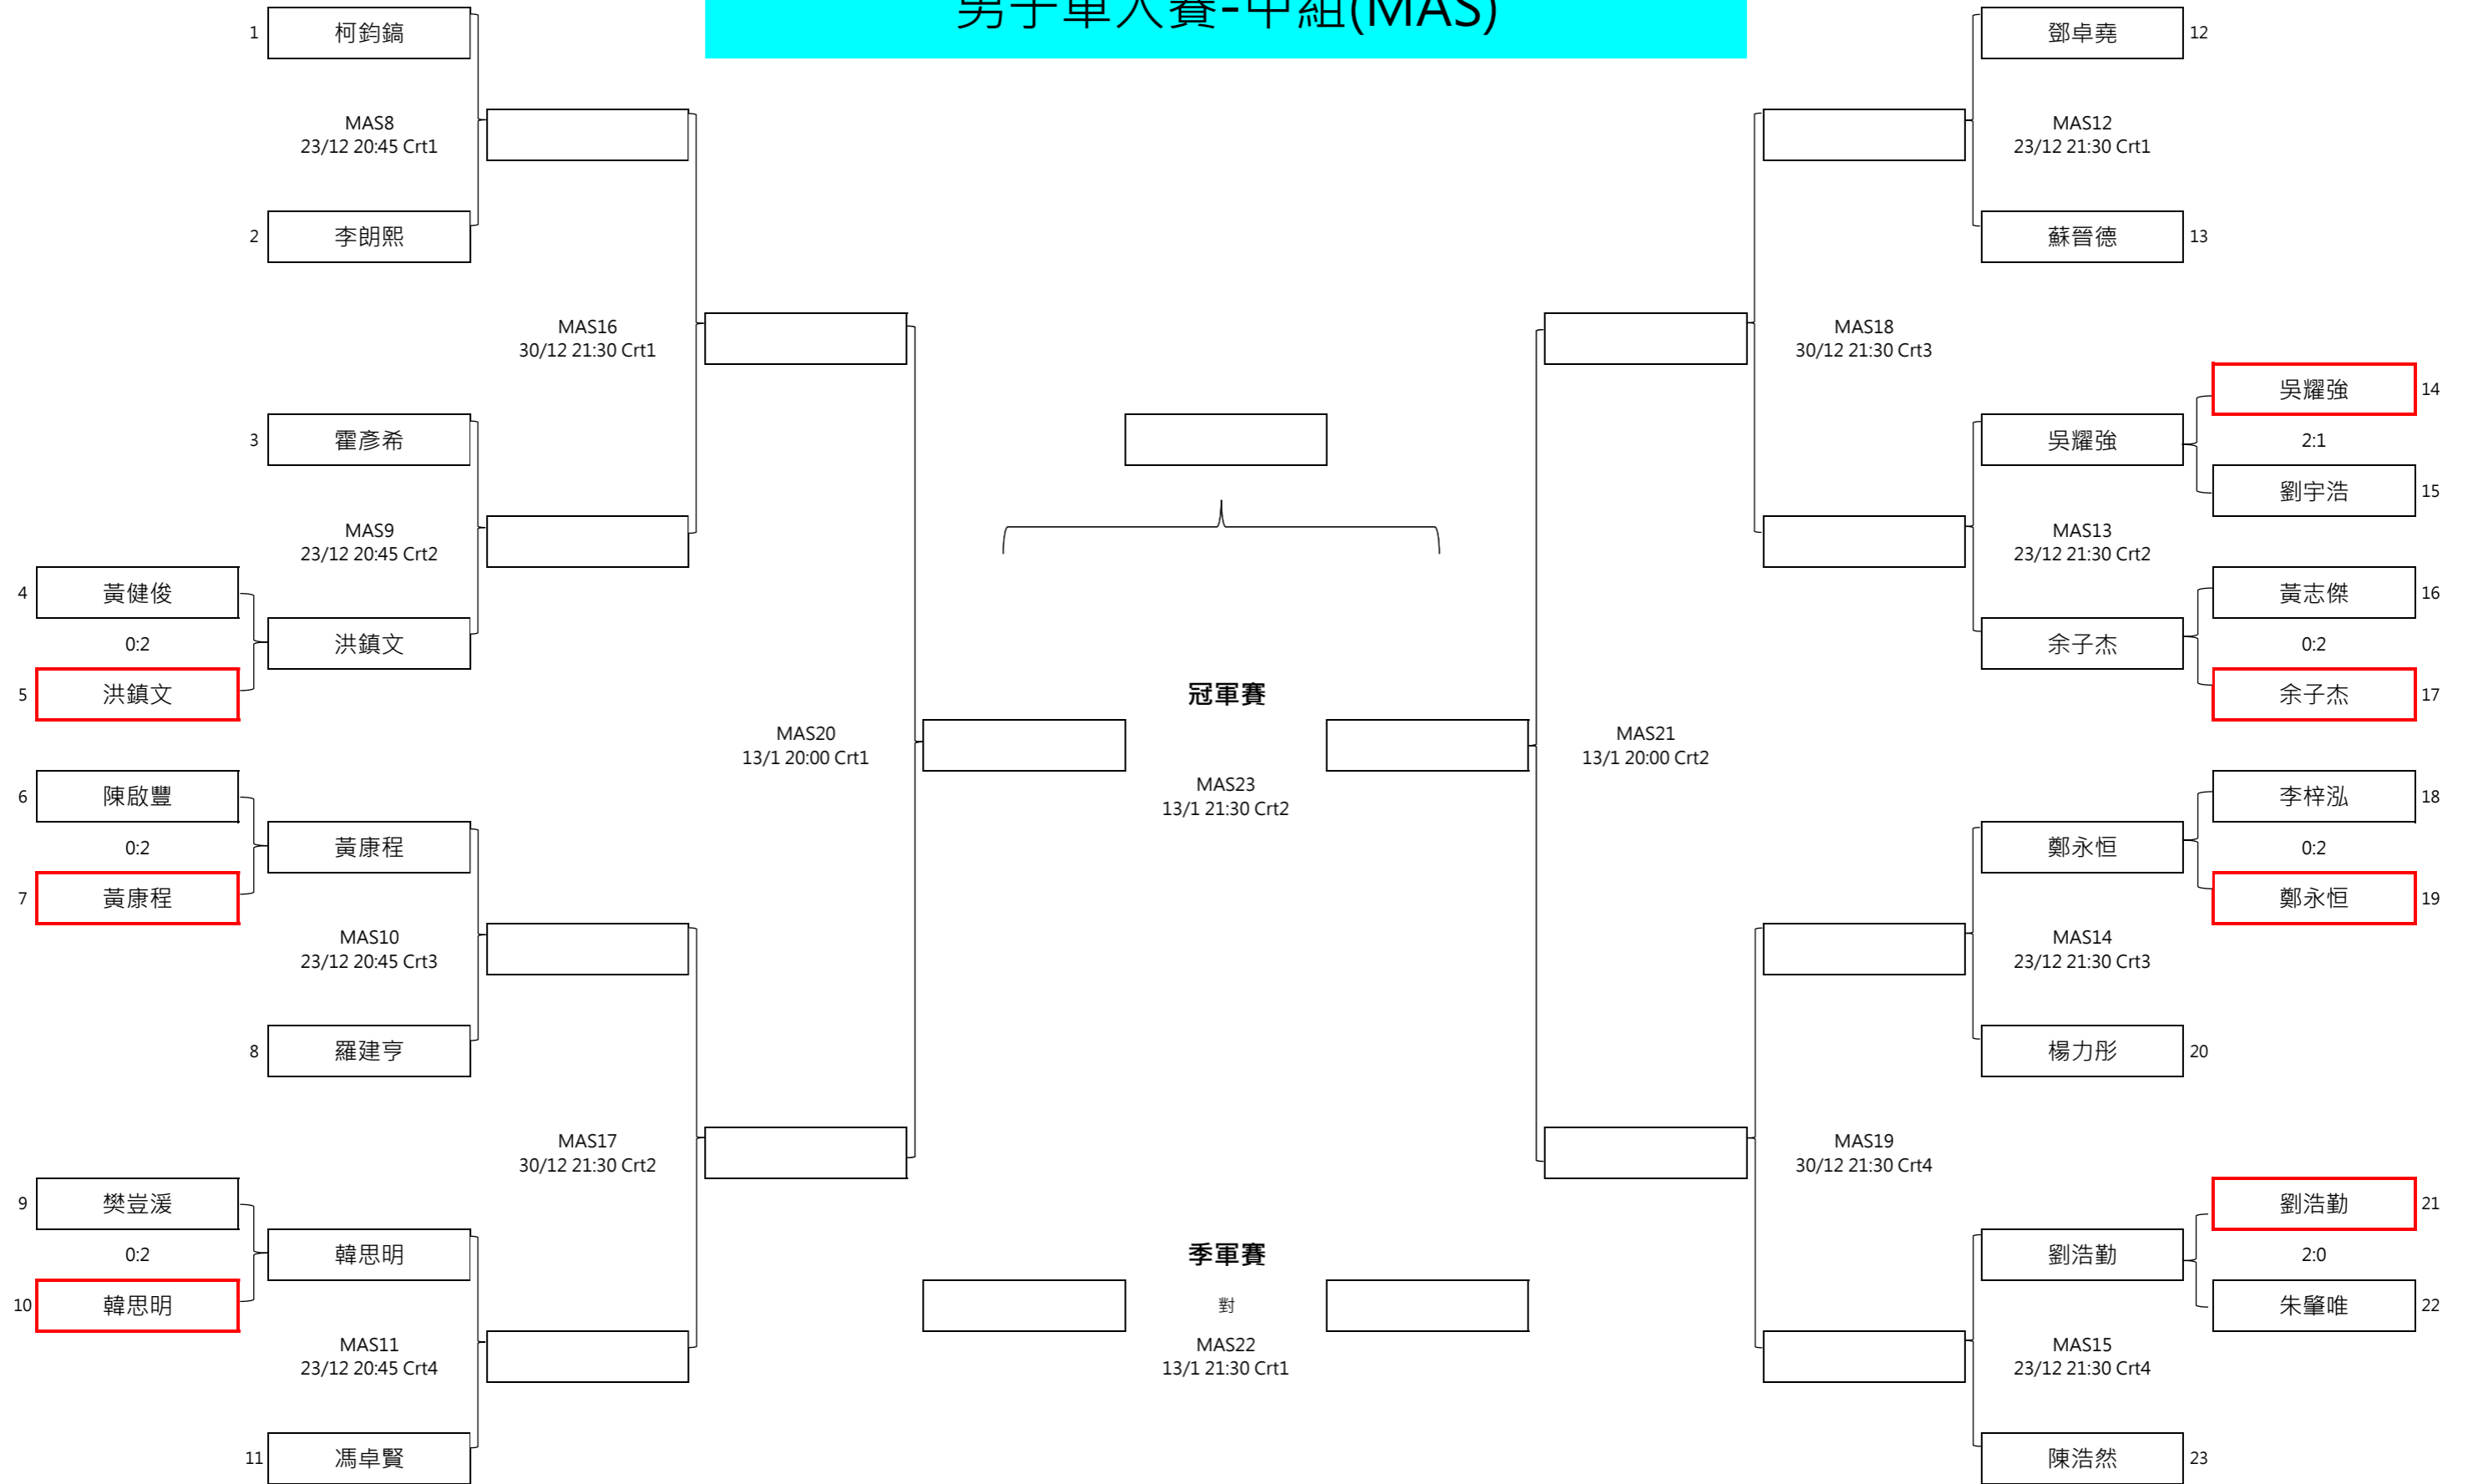 男子單人賽-中組(MAS)
1 柯鈞鎬
鄧卓堯 12
MAS8
23/12 20:45 Crt1
MAS12
23/12 21:30 Crt1
2 李朗熙
蘇晉德 13
MAS16
30/12 21:30 Crt1
MAS18
30/12 21:30 Crt3
吳耀強 14
3 霍彥希
吳耀強
2:1
劉宇浩 15
MAS9
23/12 20:45 Crt2
MAS13
23/12 21:30 Crt2
4 黃健俊
黃志傑 16
0:2
洪鎮文
余子杰
0:2
5 洪鎮文
冠軍賽
余子杰 17
MAS20
13/1 20:00 Crt1
MAS21
13/1 20:00 Crt2
MAS23
13/1 21:30 Crt2
6 陳啟豐
李梓泓 18
0:2
黃康程
鄭永恒
0:2
7 黃康程
鄭永恒 19
MAS10
23/12 20:45 Crt3
MAS14
23/12 21:30 Crt3
8 羅建亨
楊力彤 20
MAS17
30/12 21:30 Crt2
MAS19
30/12 21:30 Crt4
9 樊豈湲
劉浩勤 21
0:2
韓思明
季軍賽
劉浩勤
2:0
10 韓思明
對
朱肇唯 22
MAS11
23/12 20:45 Crt4
MAS22
13/1 21:30 Crt1
MAS15
23/12 21:30 Crt4
11 馮卓賢
陳浩然 23